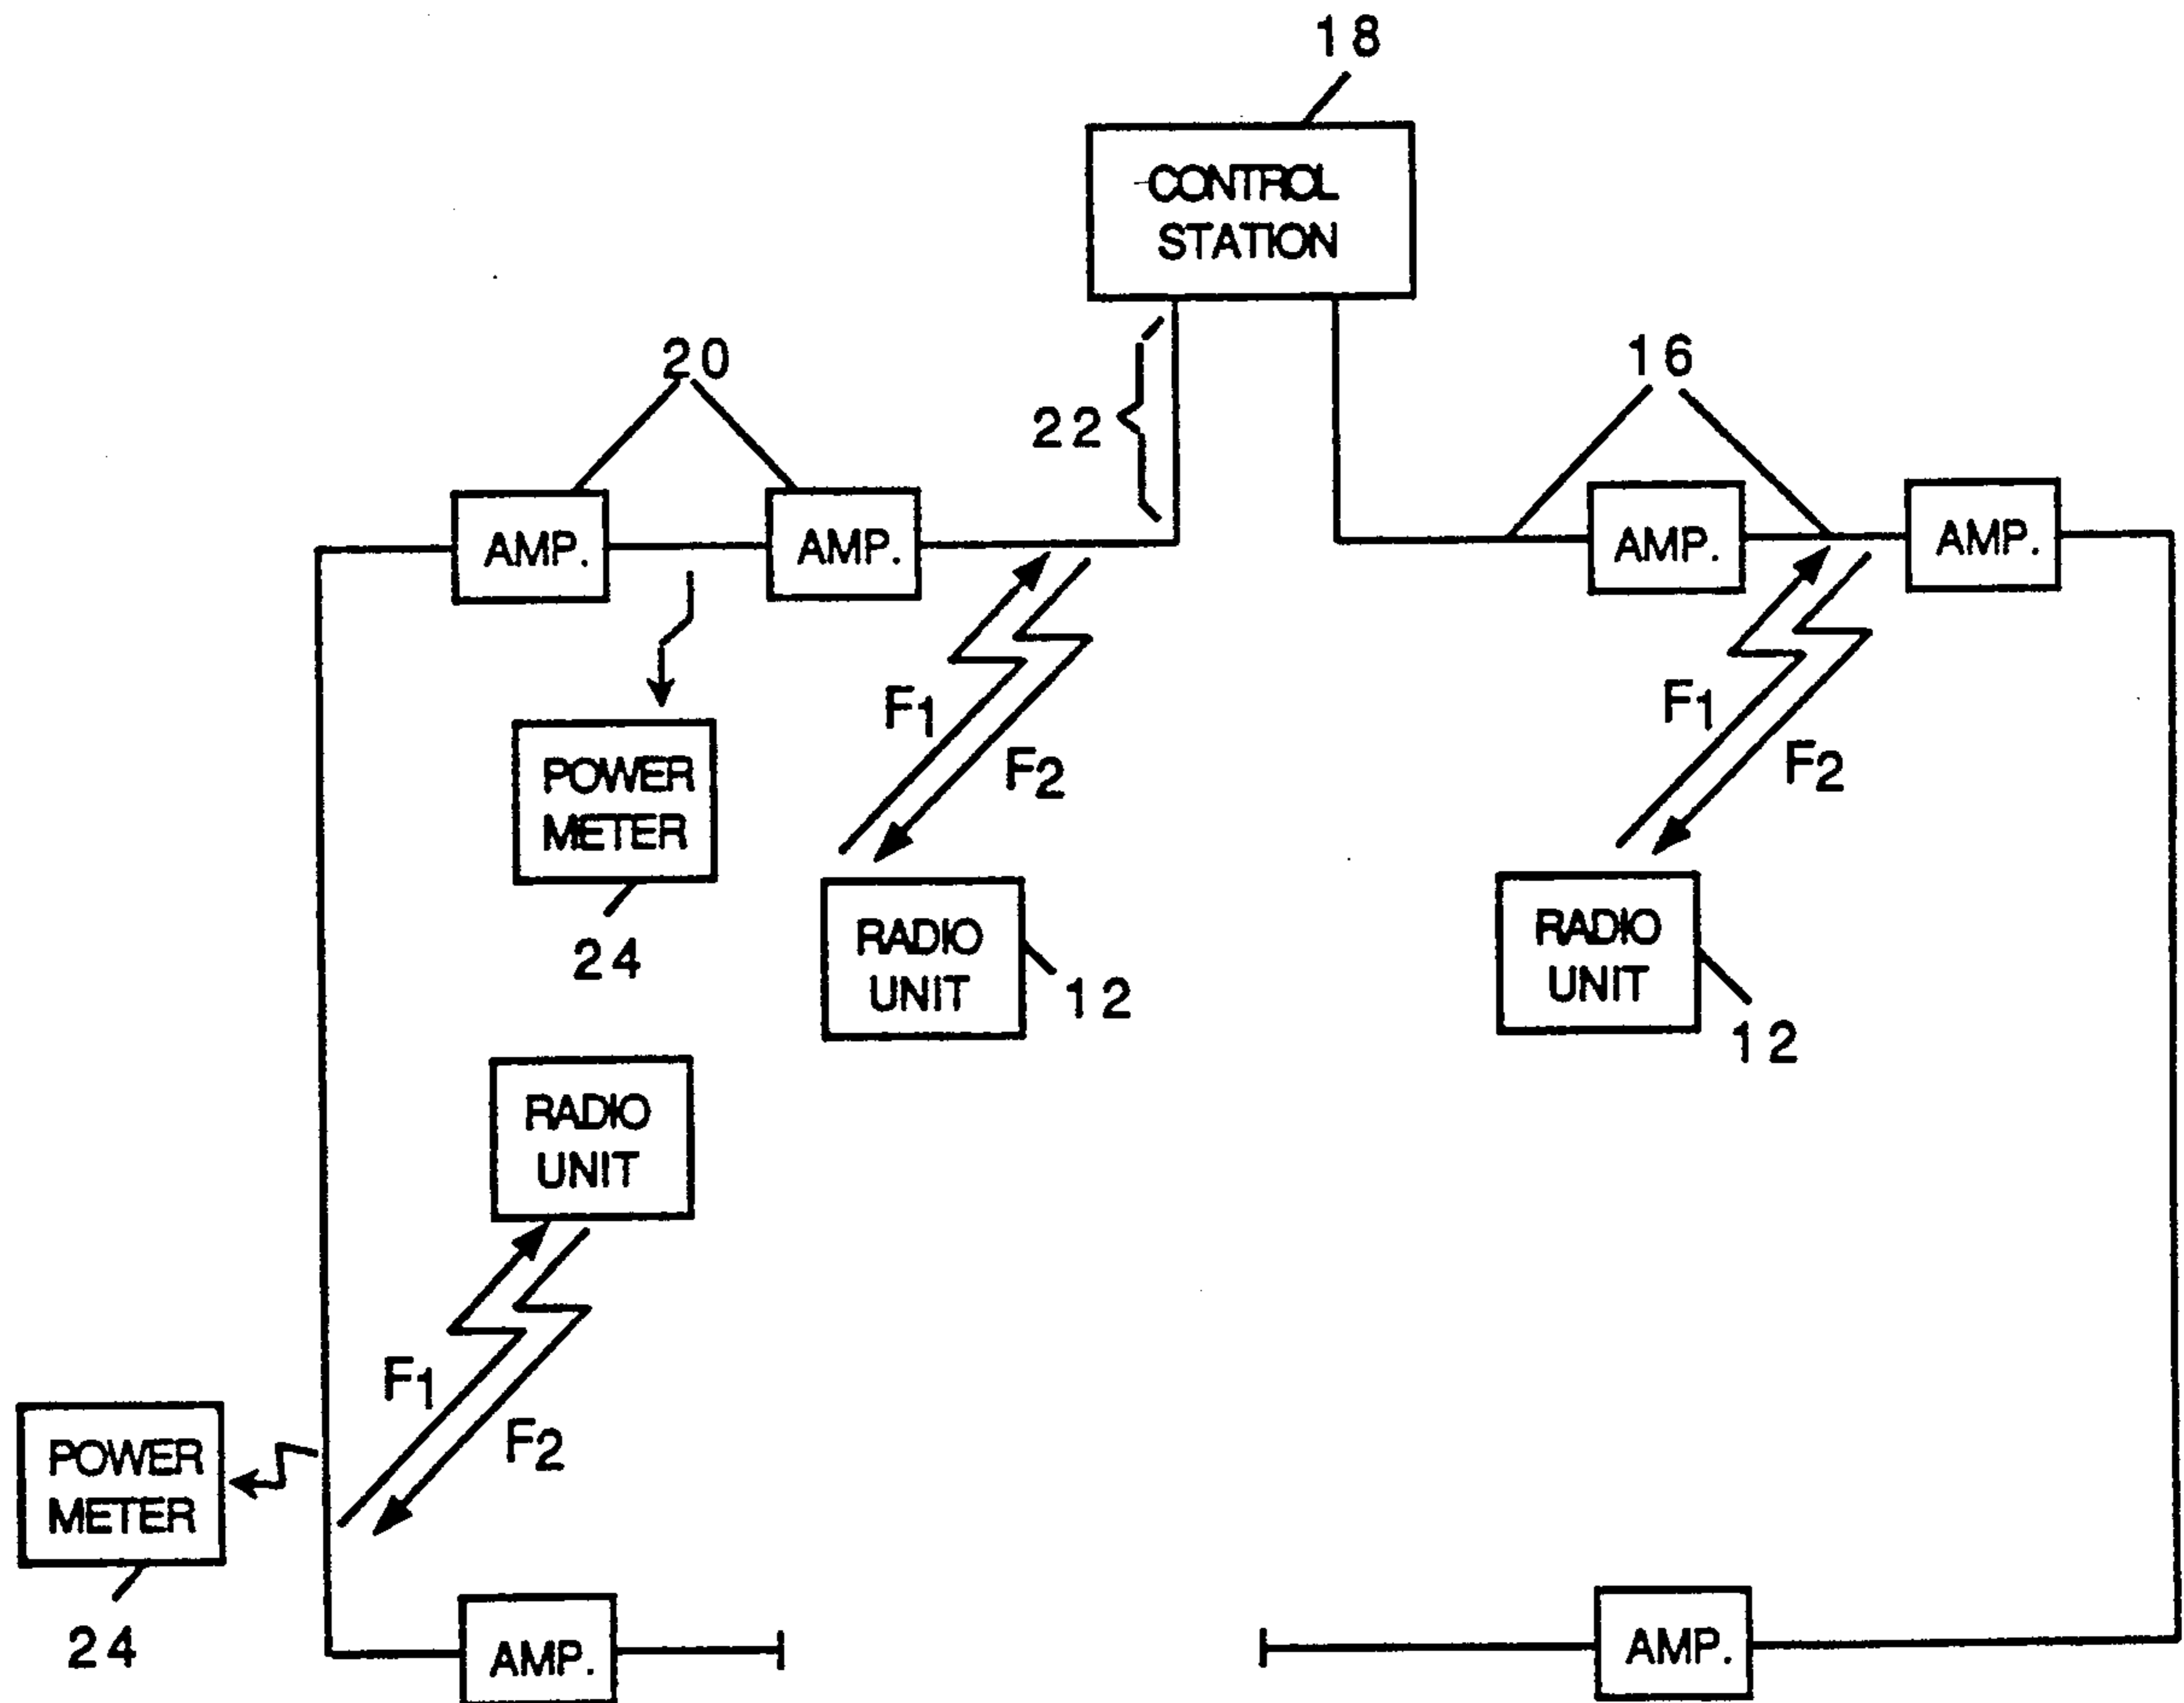 18
CONTROL
STATION
20
22
16
AMP.
AMP.
AMP.
AMP.
F1
F2
F1
F2
POWER
METER
24
RADIO
UNIT
12
RADIO
UNIT
12
RADIO
UNIT
F1
F2
POWER
METER
24
AMP.
AMP.